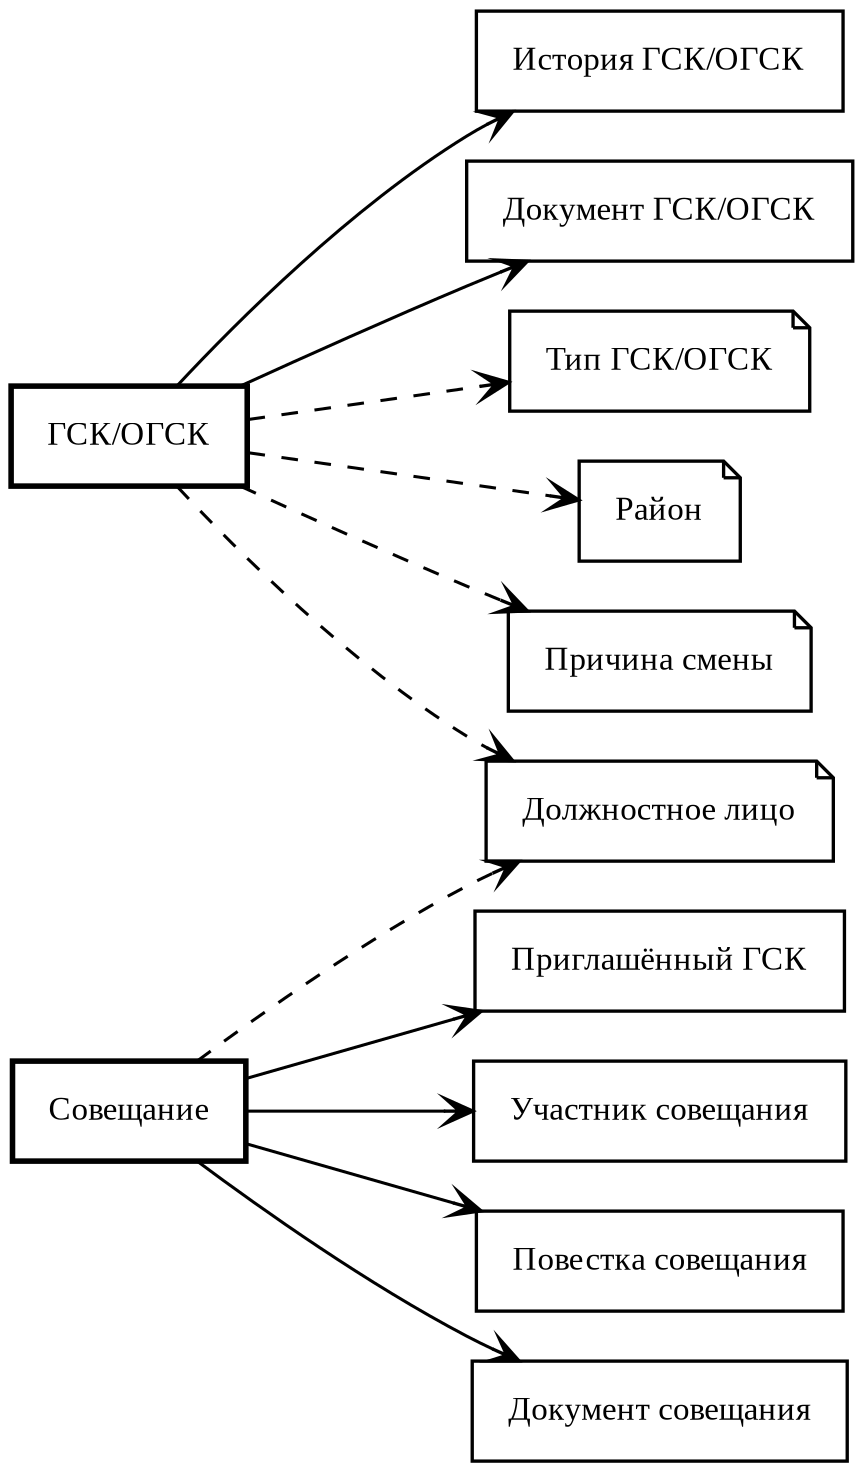 История ГСК/ОГСК
Документ ГСК/ОГСК
Тип ГСК/ОГСК
ГСК/ОГСК
Район
Причина смены
Должностное лицо
Приглашённый ГСК
Совещание
Участник совещания
Повестка совещания
Документ совещания